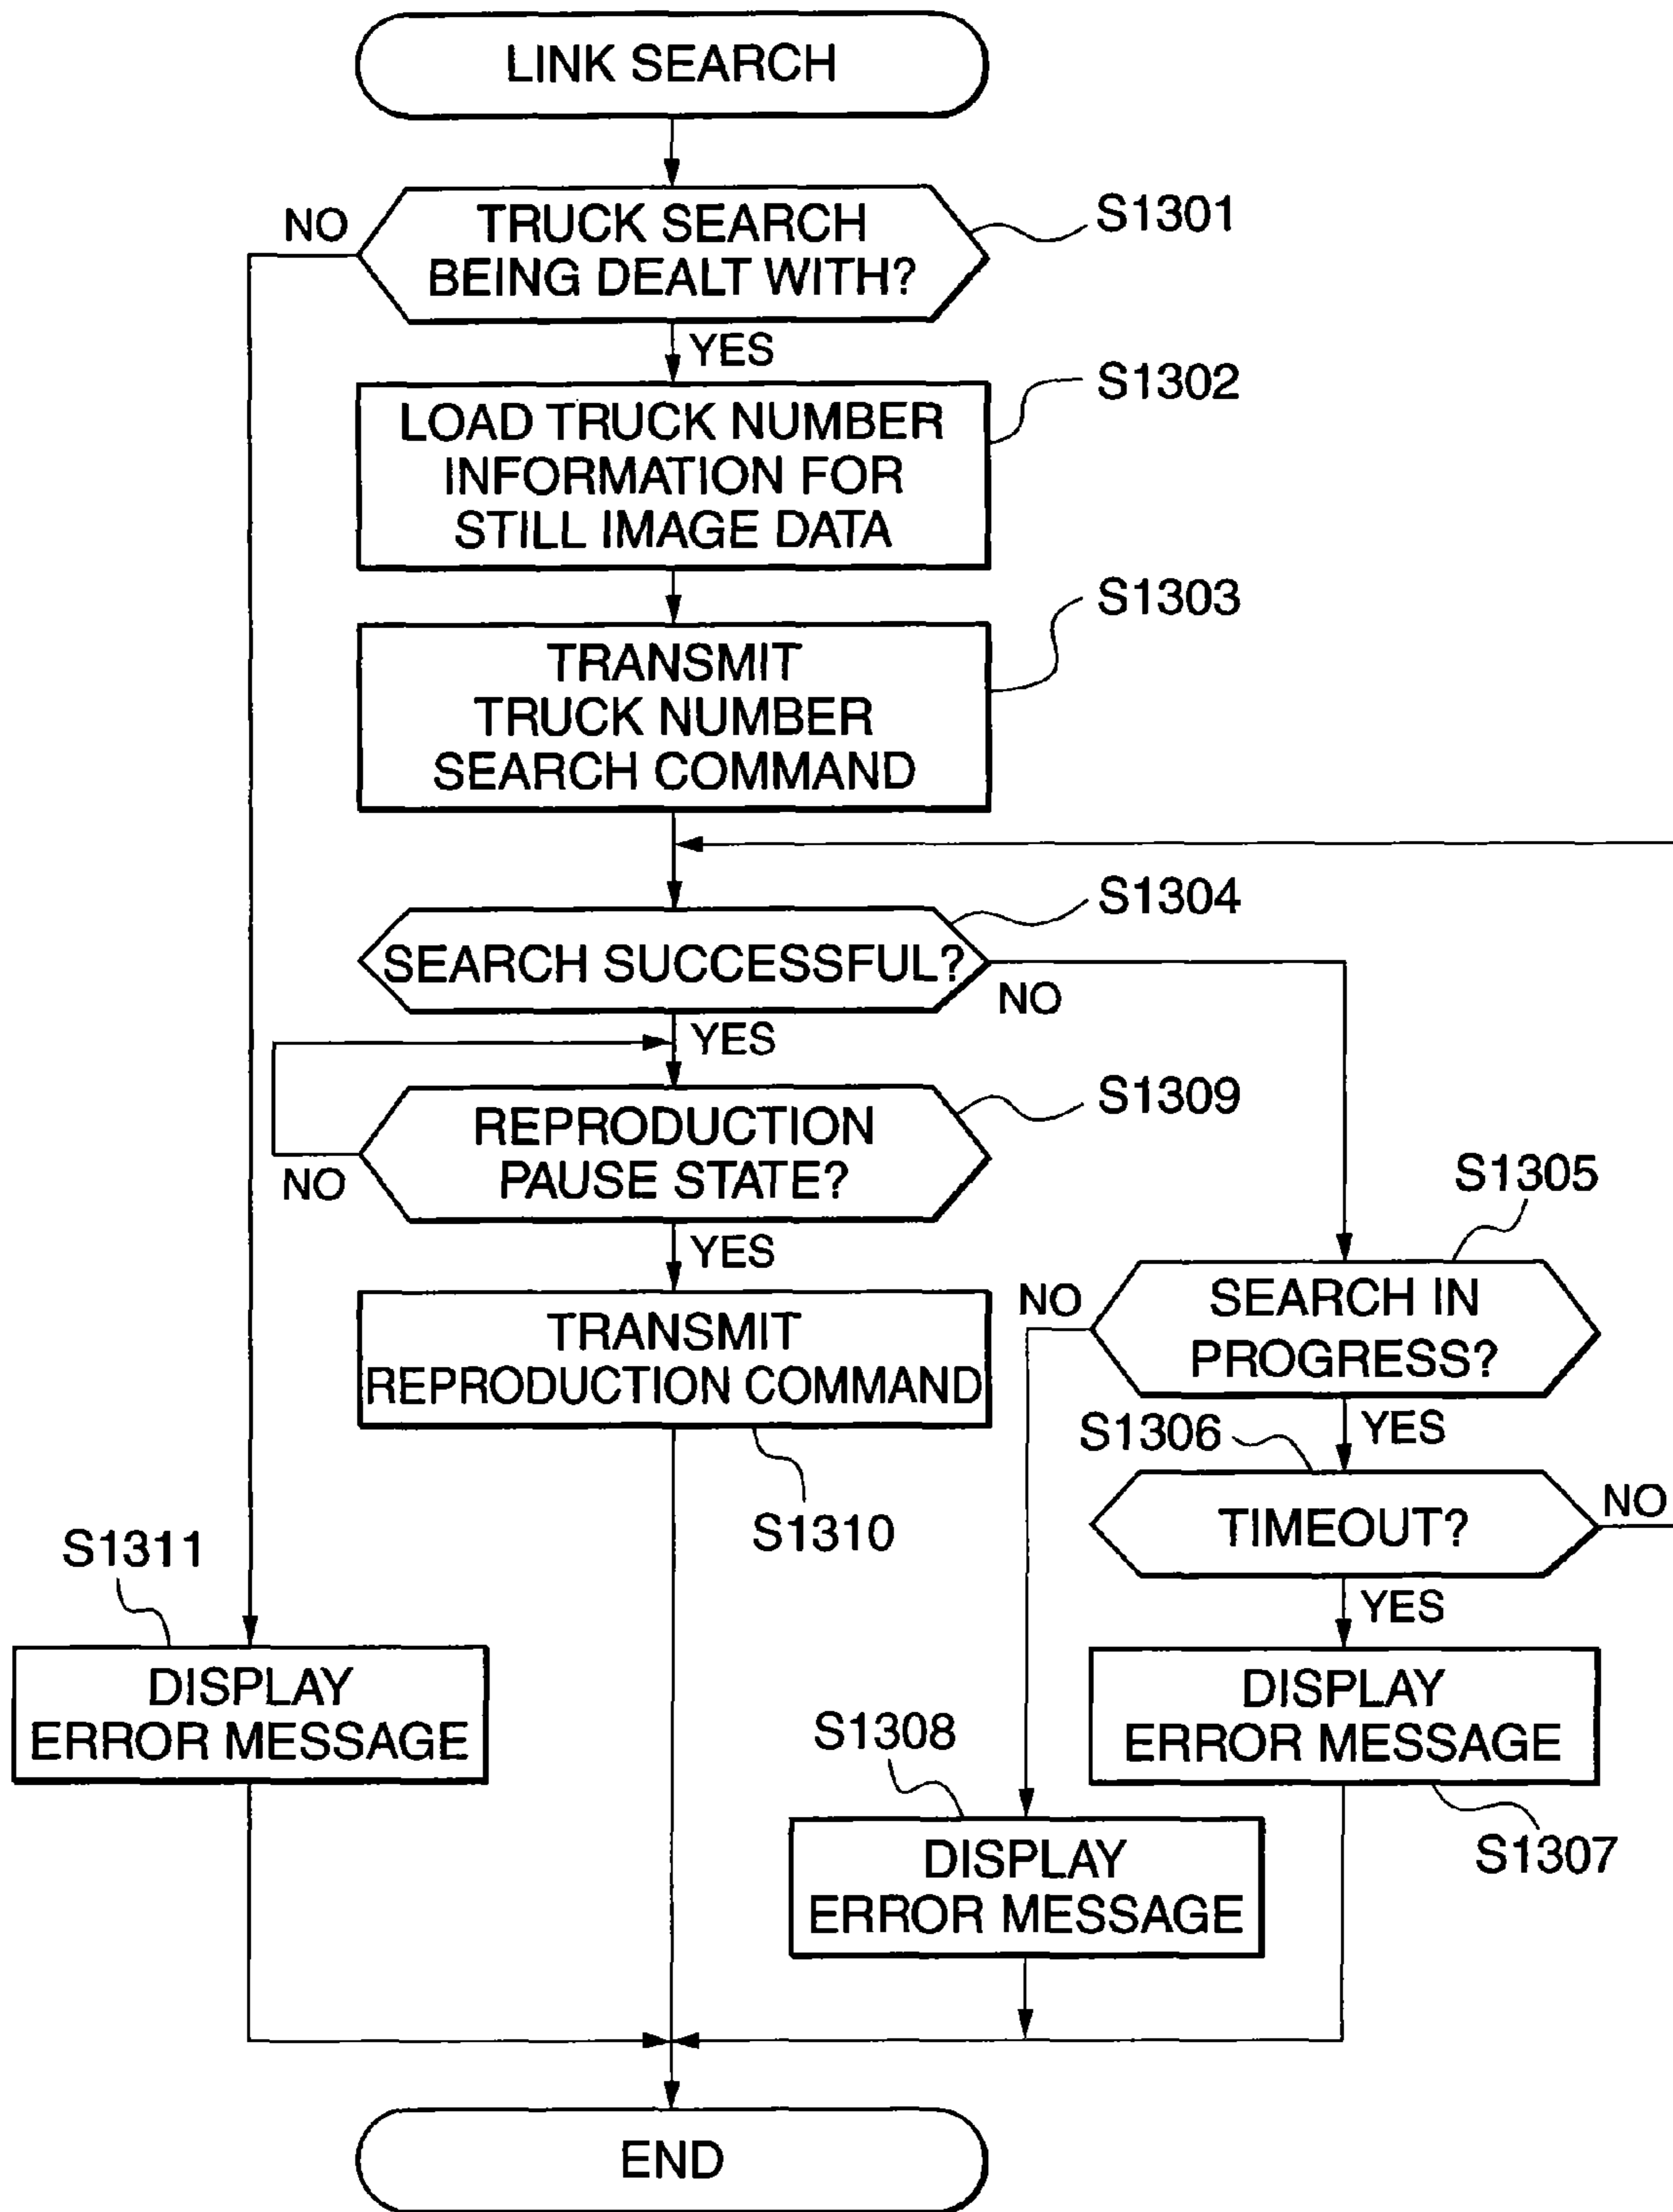 LINK SEARCH
NO
TRUCK SEARCH
BEING DEALT WITH?
S1301
YES
LOAD TRUCK NUMBER
INFORMATION FOR
STILL IMAGE DATA
S1302
TRANSMIT
TRUCK NUMBER
SEARCH COMMAND
S1303
SEARCH SUCCESSFUL?
S1304
NO
YES
REPRODUCTION
PAUSE STATE?
S1309
NO
YES
TRANSMIT
REPRODUCTION COMMAND
S1310
S1305
SEARCH IN
PROGRESS?
NO
YES
S1306
TIMEOUT?
NO
YES
S1311
DISPLAY
ERROR MESSAGE
DISPLAY
ERROR MESSAGE
S1307
S1308
DISPLAY
ERROR MESSAGE
END